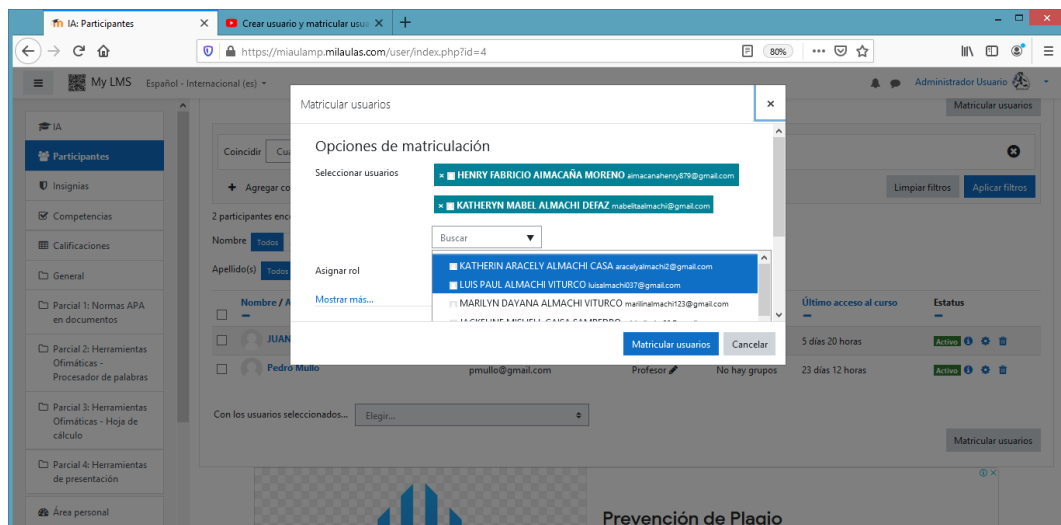 IA: Participantes
Crear usuario y matricular usua
https://miaulamp.milaulas.com/user/index.php?id=4
80%
My LMS
Español - Internacional (es)
Administrador Usuario
Matricular usuarios
IA
Participantes
Insignias
Competencias
Calificaciones
General
Parcial 1: Normas APA
en documentos
Parcial 2: Herramientas
Ofimáticas -
Procesador de palabras
Parcial 3: Herramientas
Ofimáticas - Hoja de
cálculo
Parcial 4: Herramientas
de presentación
Área personal
Coincidir
Agregar co
Limpiar filtros
Aplicar filtros
2 participantes enc
Nombre
Todos
Apellido(s)
Todos
Matricular usuarios
×
Opciones de matriculación
Seleccionar usuarios
× HENRY FABRICIO AIMACAÑA MORENO aimacanahenry879@gmail.com
× KATHERYN MABEL ALMACHI DEFAZ mabelitaalmachi@gmail.com
Buscar ▼
KATHERIN ARACELY ALMACHI CASA aracelyalmachi2@gmail.com
LUIS PAUL ALMACHI VITURCO luisalmachi037@gmail.com
MARILYN DAYANA ALMACHI VITURCO marilinalmachi123@gmail.com
Asignar rol
Mostrar más...
Matricular usuarios
Cancelar
Nombre / A
Último acceso al curso
Estatus
JUAN
5 días 20 horas
Activo
Pedro Mullo
pmullo@gmail.com
Profesor
No hay grupos
23 días 12 horas
Activo
Con los usuarios seleccionados...
Elegir...
Matricular usuarios
Prevención de Plagio